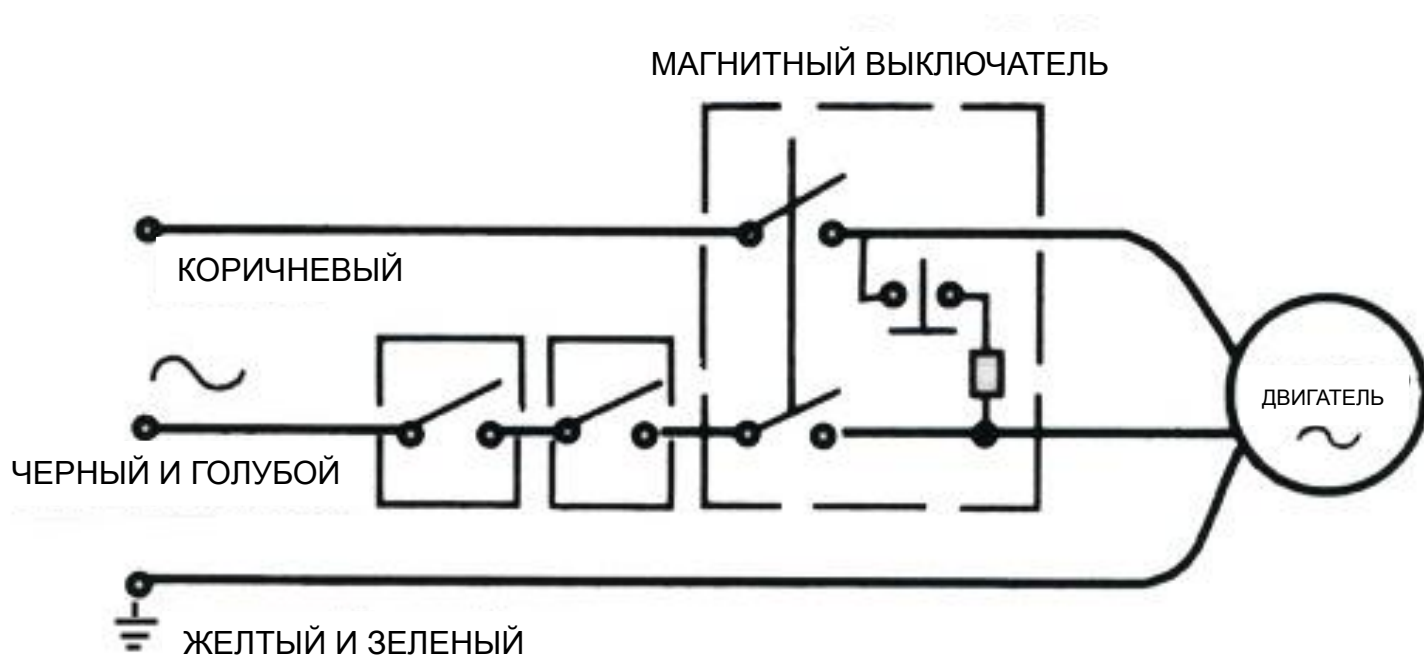 МАГНИТНЫЙ ВЫКЛЮЧАТЕЛЬ
КОРИЧНЕВЫЙ
ДВИГАТЕЛЬ
ЧЕРНЫЙ И ГОЛУБОЙ
ЖЕЛТЫЙ И ЗЕЛЕНЫЙ